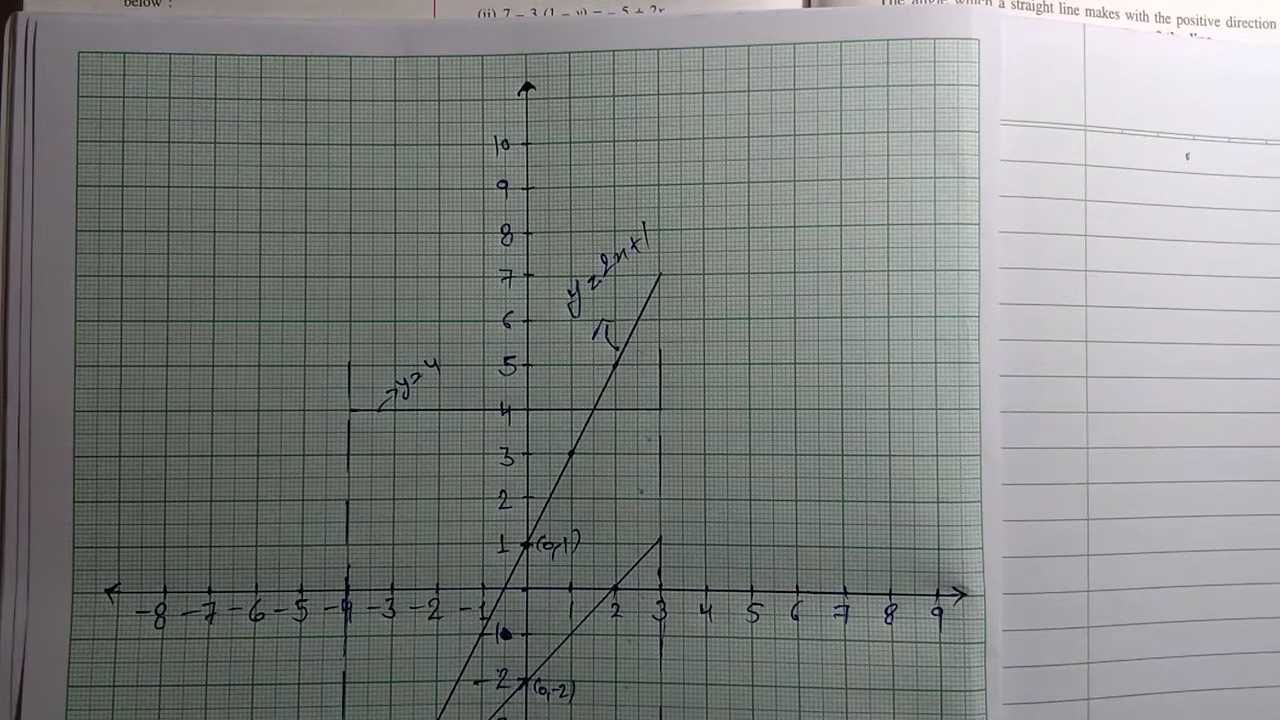 below :
(ii) 7 – 3 (1 – y) = – 5 + 2x
The angle which a straight line makes with the positive direction
10
9
8
y = 2x+1
7
6
5
y = 4
4
3
2
1 (0,1)
-8 -7 -6 -5 -4 -3 -2 -1 1 2 3 4 5 6 7 8 9
-2 (0,-2)